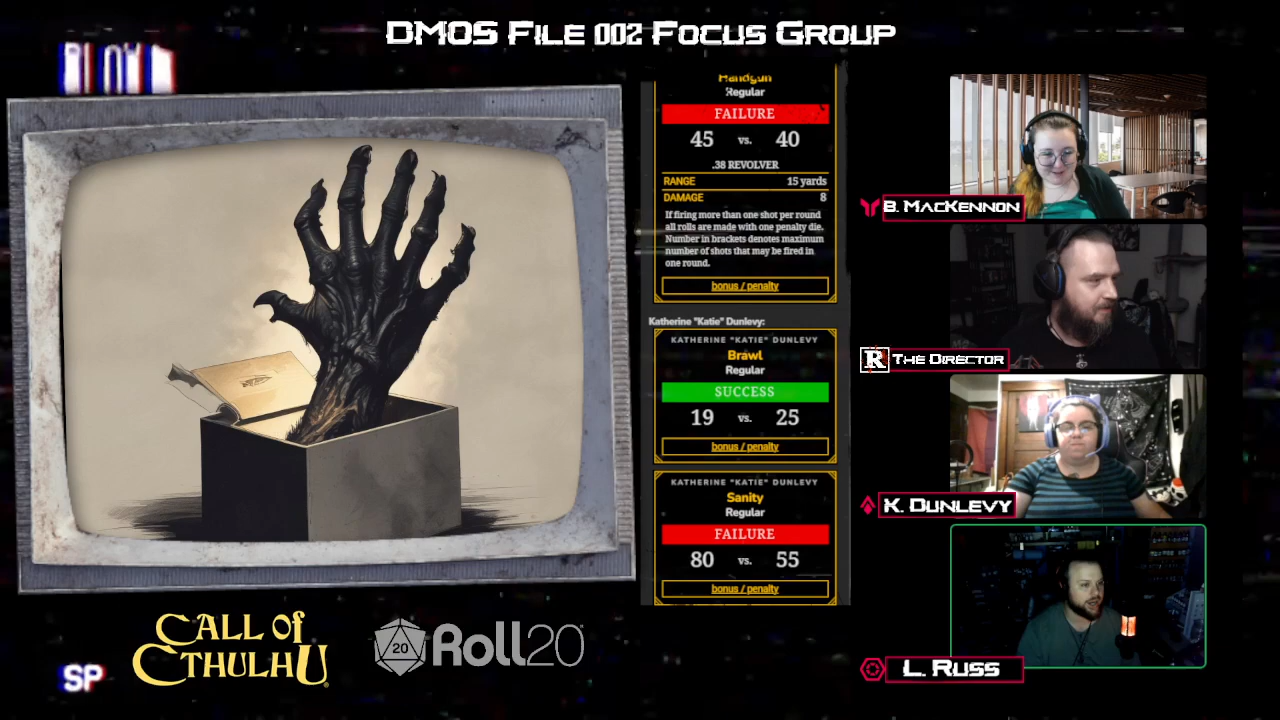 DMOS File 002 Focus Group
Handgun
Regular
FAILURE
45 vs. 40
.38 REVOLVER
RANGE 15 yards
DAMAGE 8
If firing more than one shot per round
all rolls are made with one penalty die.
Number in brackets denotes maximum
number of shots that may be fired in
one round.
bonus / penalty
Katherine "Katie" Dunlevy:
KATHERINE "KATIE" DUNLEVY
Brawl
Regular
SUCCESS
19 vs. 25
bonus / penalty
KATHERINE "KATIE" DUNLEVY
Sanity
Regular
FAILURE
80 vs. 55
bonus / penalty
B. MacKennon
R The Director
K. Dunlevy
L. Russ
CALL of
CTHULHU
20 Roll20
SP